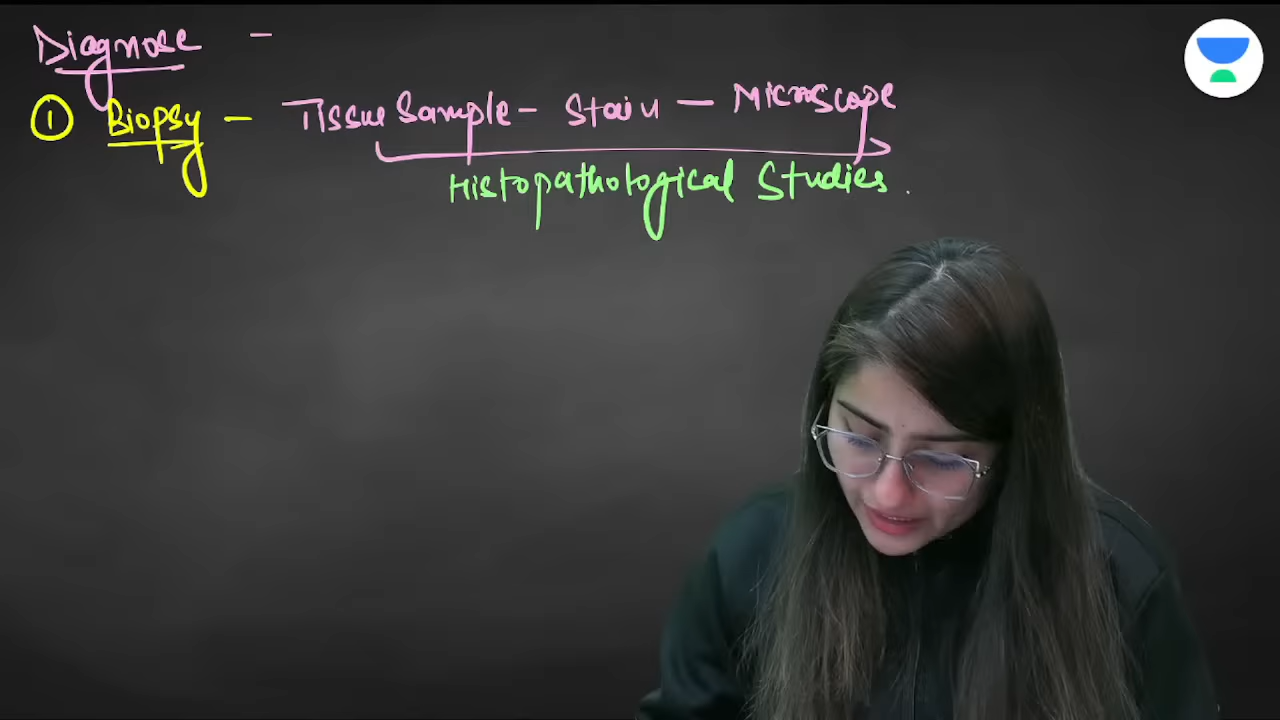 Diagnose -
① Biopsy - Tissue Sample - Stain - Microscope
Histopathological Studies.